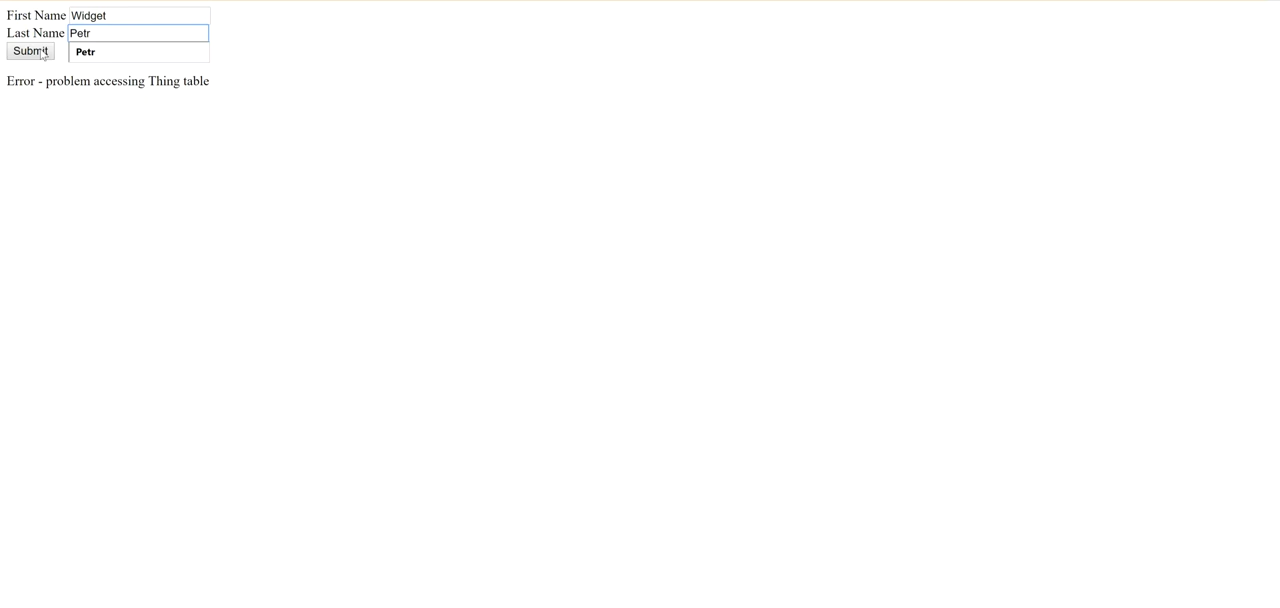 First Name Widget
Last Name Petr
Submit Petr
Error - problem accessing Thing table